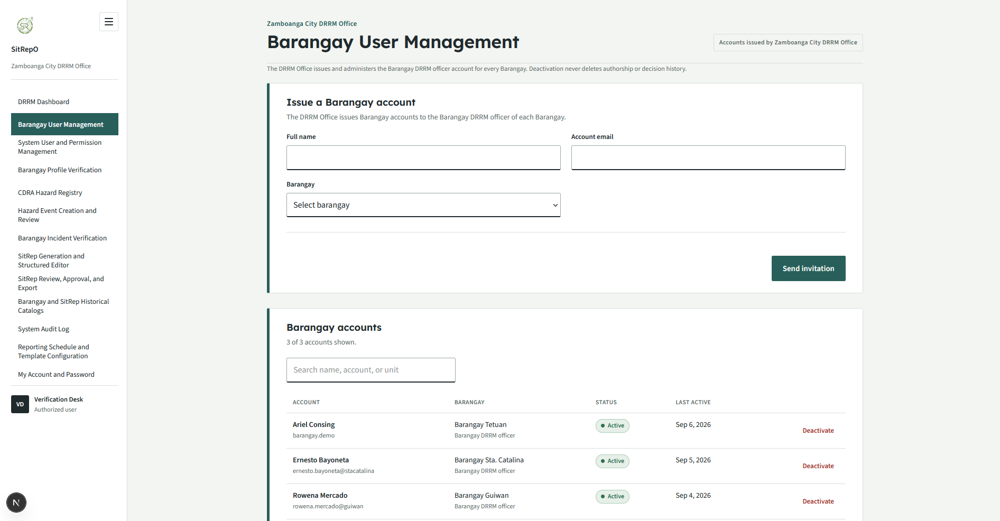 SR
SitRepO
Zamboanga City DRRM Office
DRRM Dashboard
Barangay User Management
System User and Permission
Management
Barangay Profile Verification
CDRA Hazard Registry
Hazard Event Creation and
Review
Barangay Incident Verification
SitRep Generation and
Structured Editor
SitRep Review, Approval, and
Export
Barangay and SitRep Historical
Catalogs
System Audit Log
Reporting Schedule and
Template Configuration
My Account and Password
VD
Verification Desk
Authorized user
N
Zamboanga City DRRM Office
Barangay User Management
Accounts issued by Zamboanga City DRRM Office
The DRRM Office issues and administers the Barangay DRRM officer account for every Barangay. Deactivation never deletes authorship or decision history.
Issue a Barangay account
The DRRM Office issues Barangay accounts to the Barangay DRRM officer of each Barangay.
Full name
Account email
Barangay
Select barangay
Send invitation
Barangay accounts
3 of 3 accounts shown.
Search name, account, or unit
ACCOUNT BARANGAY STATUS LAST ACTIVE
Ariel Consing Barangay Tetuan Active Sep 6, 2026 Deactivate
barangay.demo Barangay DRRM officer
Ernesto Bayoneta Barangay Sta. Catalina Active Sep 5, 2026 Deactivate
ernesto.bayoneta@stacatalina Barangay DRRM officer
Rowena Mercado Barangay Guiwan Active Sep 4, 2026 Deactivate
rowena.mercado@guiwan Barangay DRRM officer